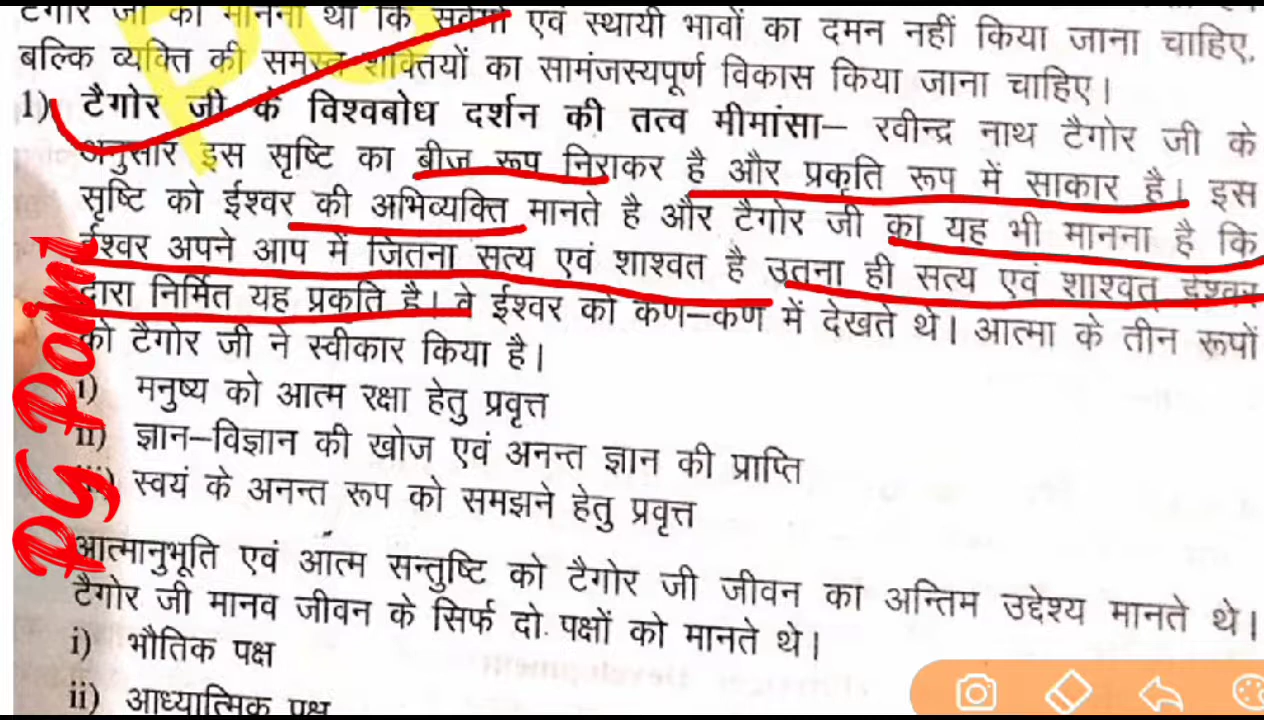 टैगोर जी का मानना था कि संवेगों एवं स्थायी भावों का दमन नहीं किया जाना चाहिए,
बल्कि व्यक्ति की समस्त शक्तियों का सामंजस्यपूर्ण विकास किया जाना चाहिए।
1) टैगोर जी के विश्वबोध दर्शन की तत्व मीमांसा– रवीन्द्र नाथ टैगोर जी के
अनुसार इस सृष्टि का बीज रूप निराकर है और प्रकृति रूप में साकार है। इस
सृष्टि को ईश्वर की अभिव्यक्ति मानते है और टैगोर जी का यह भी मानना है कि
ईश्वर अपने आप में जितना सत्य एवं शाश्वत है उतना ही सत्य एवं शाश्वत ईश्वर
द्वारा निर्मित यह प्रकृति है। वे ईश्वर को कण–कण में देखते थे। आत्मा के तीन रूपों
को टैगोर जी ने स्वीकार किया है।
i) मनुष्य को आत्म रक्षा हेतु प्रवृत्त
ii) ज्ञान–विज्ञान की खोज एवं अनन्त ज्ञान की प्राप्ति
iii) स्वयं के अनन्त रूप को समझने हेतु प्रवृत्त
आत्मानुभूति एवं आत्म सन्तुष्टि को टैगोर जी जीवन का अन्तिम उद्देश्य मानते थे।
टैगोर जी मानव जीवन के सिर्फ दो पक्षों को मानते थे।
i) भौतिक पक्ष
ii) आध्यात्मिक पक्ष
PG Point